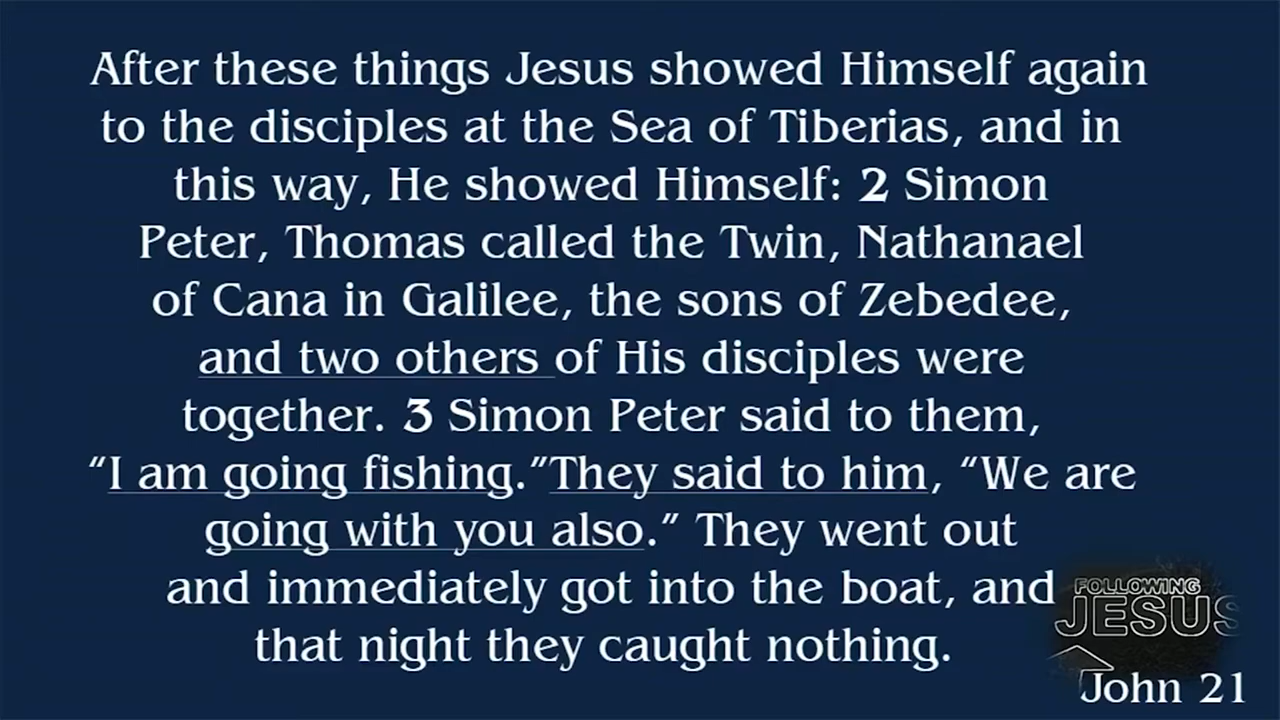 After these things Jesus showed Himself again
to the disciples at the Sea of Tiberias, and in
this way, He showed Himself: 2 Simon
Peter, Thomas called the Twin, Nathanael
of Cana in Galilee, the sons of Zebedee,
and two others of His disciples were
together. 3 Simon Peter said to them,
“I am going fishing.”They said to him, “We are
going with you also.” They went out
and immediately got into the boat, and
that night they caught nothing.
FOLLOWING
JESUS
John 21